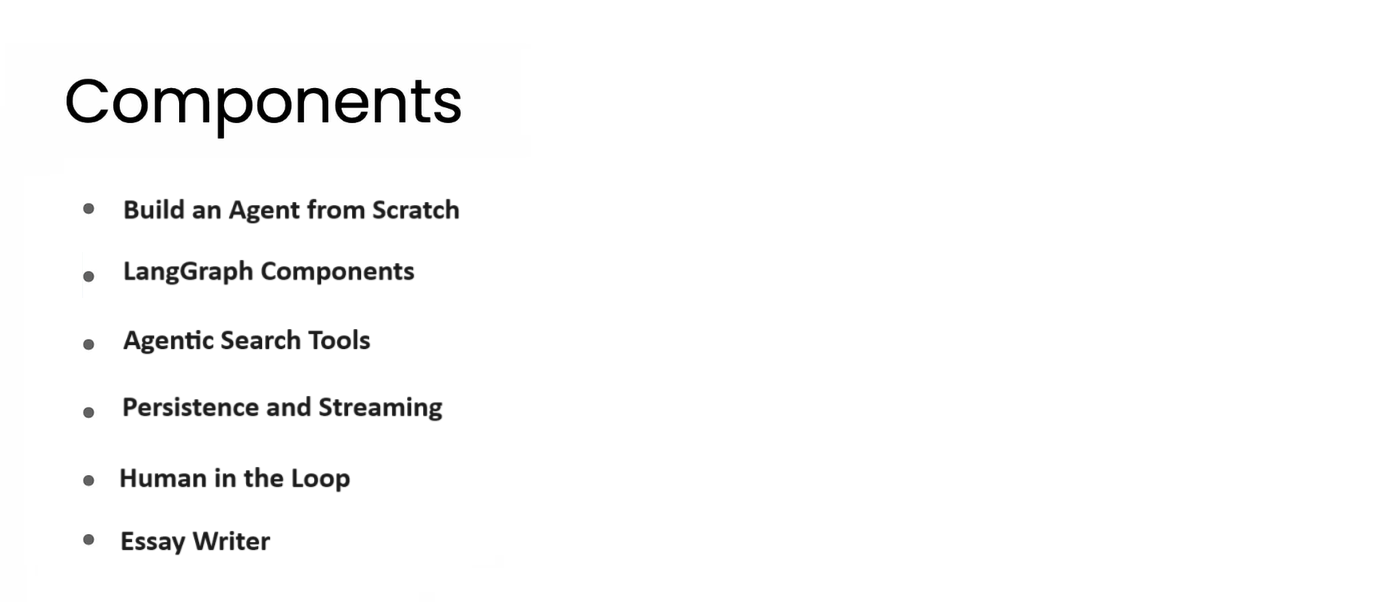 Components
Build an Agent from Scratch
LangGraph Components
Agentic Search Tools
Persistence and Streaming
Human in the Loop
Essay Writer